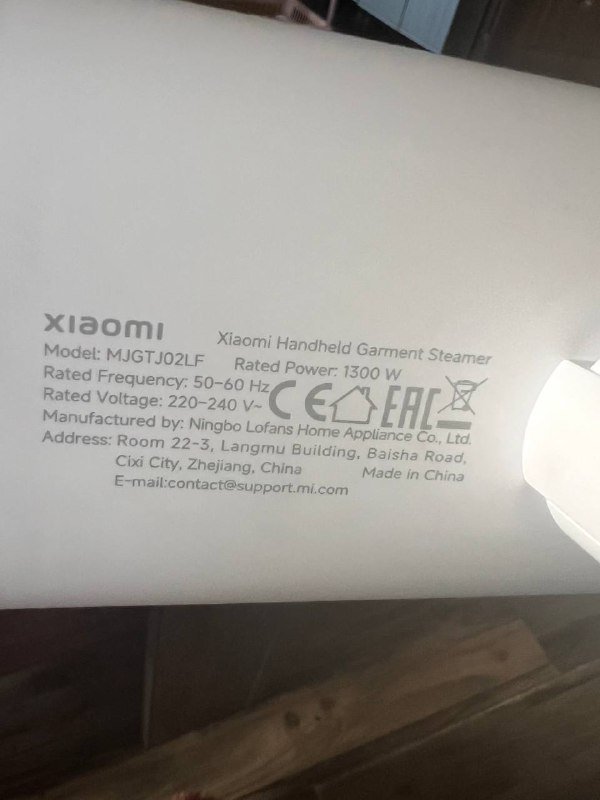 xiaomi
Xiaomi Handheld Garment Steamer
Model: MJGTJ02LF Rated Power: 1300 W
Rated Frequency: 50-60 Hz
Rated Voltage: 220-240 V~ CE EAC
Manufactured by: Ningbo Lofans Home Appliance Co., Ltd.
Address: Room 22-3, Langmu Building, Baisha Road,
Cixi City, Zhejiang, China Made in China
E-mail:contact@support.mi.com